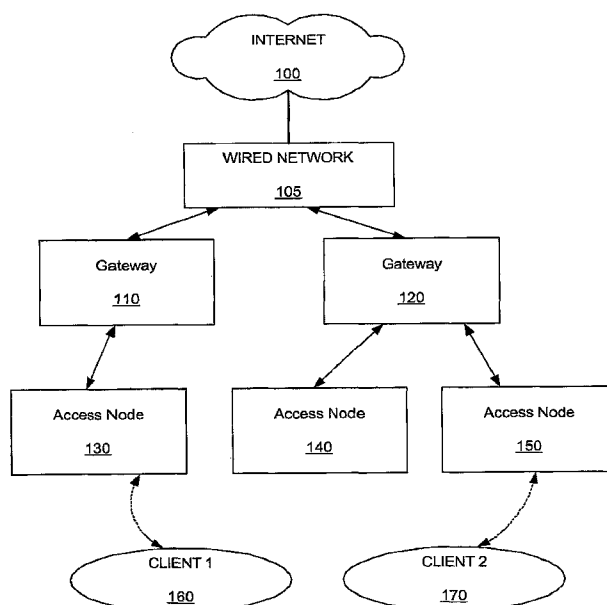 INTERNET
100
WIRED NETWORK
105
Gateway
110
Gateway
120
Access Node
130
Access Node
140
Access Node
150
CLIENT 1
160
CLIENT 2
170